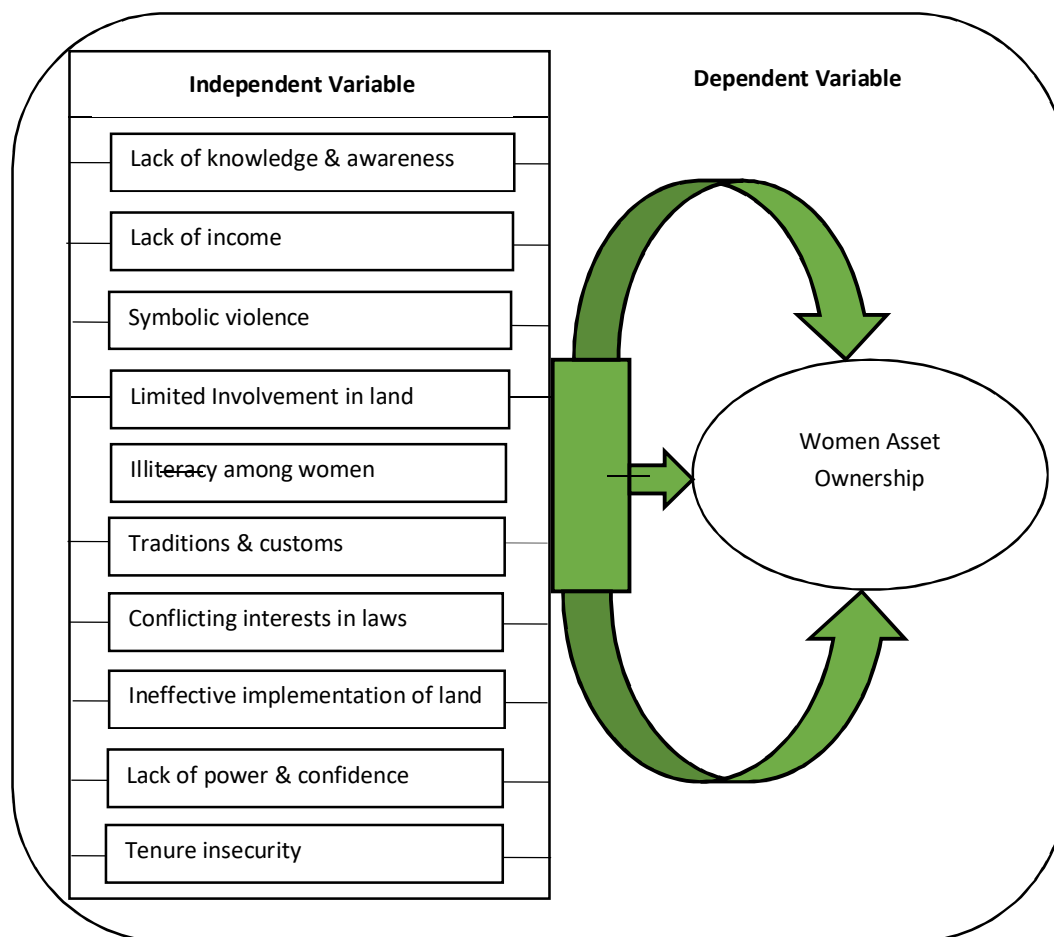 Independent Variable
Dependent Variable
Lack of knowledge & awareness
Lack of income
Symbolic violence
Limited Involvement in land
Illiteracy among women
Traditions & customs
Conflicting interests in laws
Ineffective implementation of land
Lack of power & confidence
Tenure insecurity
Women Asset
Ownership